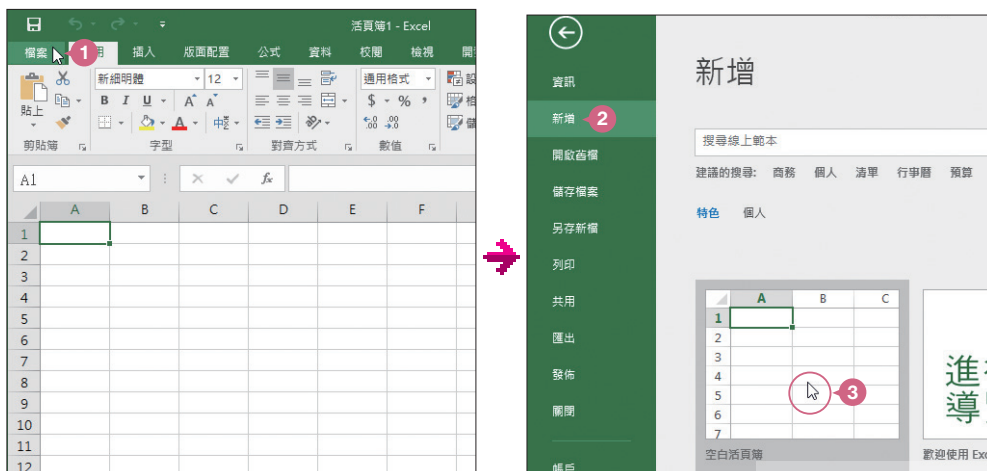 活頁簿1 - Excel
檔案 1 用 插入 版面配置 公式 資料 校閱 檢視
新細明體 12 通用格式
B I U A A $ % ,
貼上
剪貼簿 字型 對齊方式 數值
A1 fx
A B C D E F
1
2
3
4
5
6
7
8
9
10
11
12
資訊
新增 2
開啟舊檔
儲存檔案
另存新檔
列印
共用
匯出
發佈
關閉
帳戶
新增
搜尋線上範本
建議的搜尋: 商務 個人 清單 行事曆 預算
特色 個人
A B C
1
2
3
4
5
6
7
3
空白活頁簿
導
歡迎使用